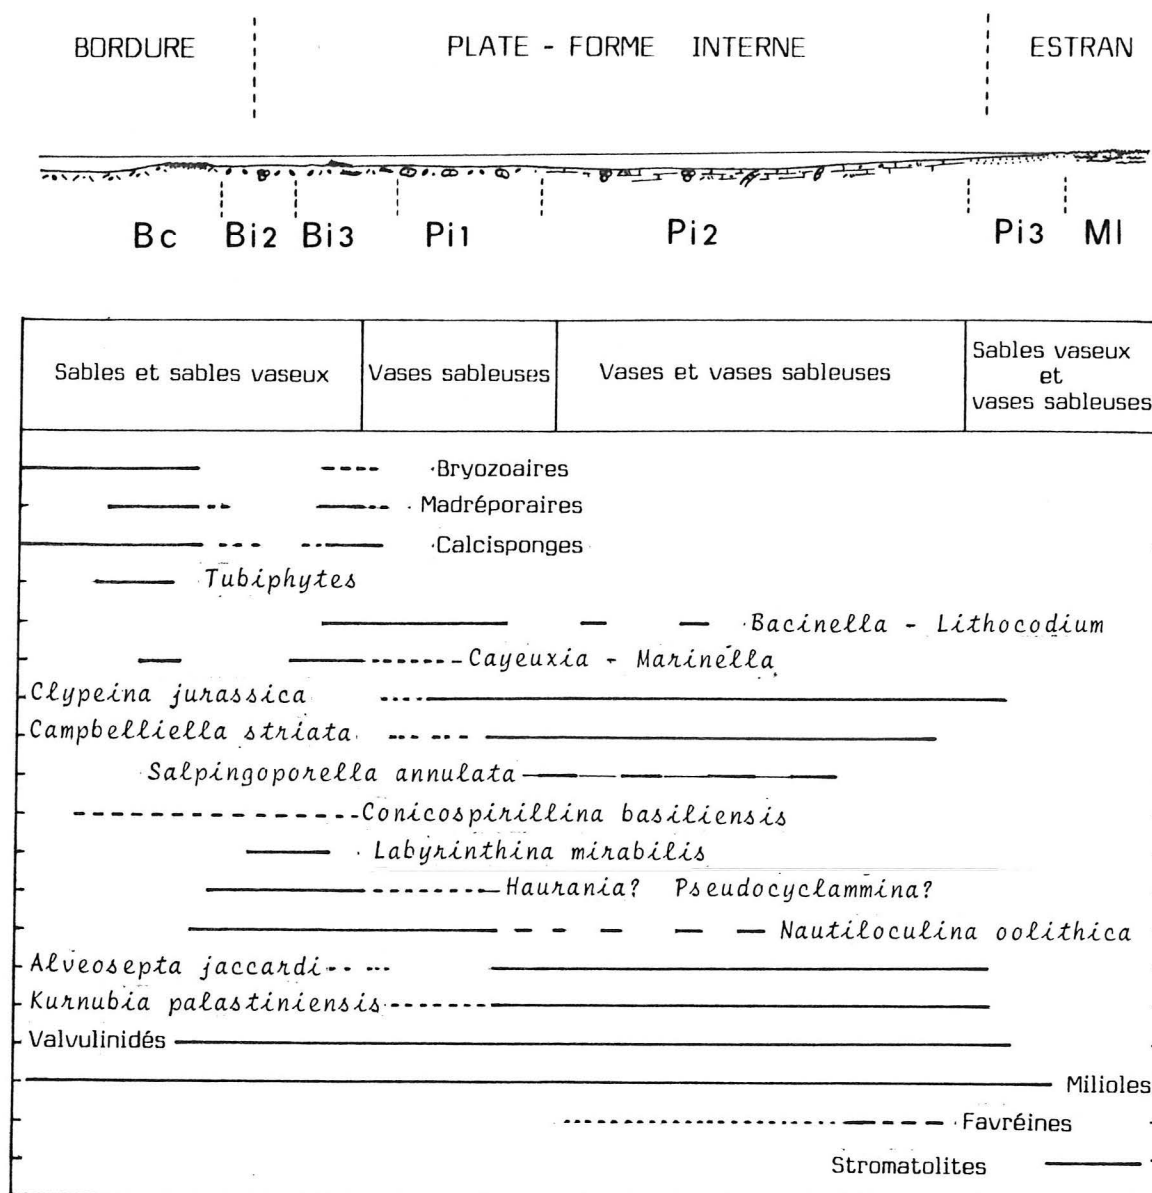 BORDURE PLATE - FORME INTERNE ESTRAN
Bc Bi2 Bi3 Pi1 Pi2 Pi3 Ml
Sables et sables vaseux
Vases sableuses
Vases et vases sableuses
Sables vaseux
et
vases sableuses
Bryozoaires
Madréporaires
Calcisponges
Tubiphytes
Bacinella - Lithocodium
Cayeuxia - Marinella
Clypeina jurassica
Campbelliella striata
Salpingoporella annulata
Conicospirillina basiliensis
Labyrinthina mirabilis
Haurania? Pseudocyclammina?
Nautiloculina oolithica
Alveosepta jaccardi
Kurnubia palastiniensis
Valvulinidés
Milioles
Favréines
Stromatolites